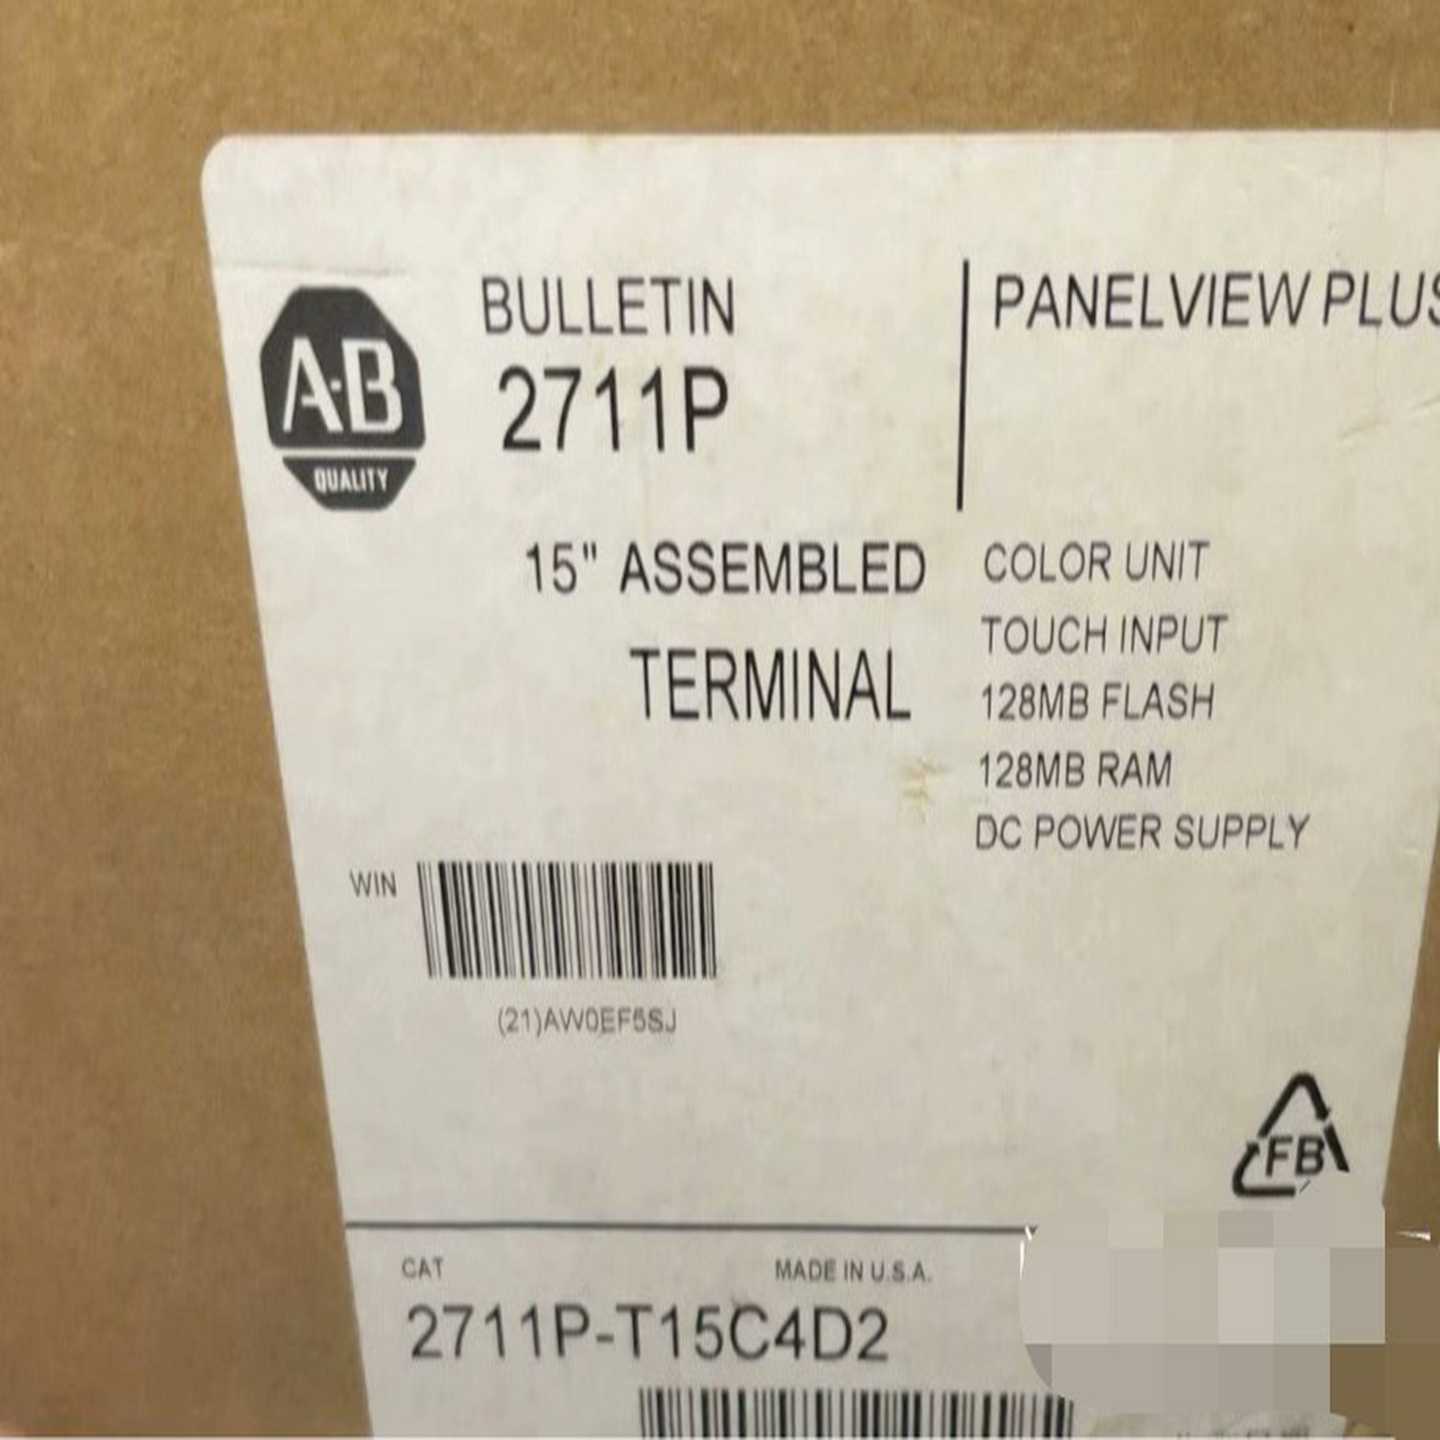 A-B
QUALITY
BULLETIN
2711P
PANELVIEW PLUS
15" ASSEMBLED
TERMINAL
COLOR UNIT
TOUCH INPUT
128MB FLASH
128MB RAM
DC POWER SUPPLY
WIN
(21)AW0EF5SJ
FB
CAT
MADE IN U.S.A.
2711P-T15C4D2